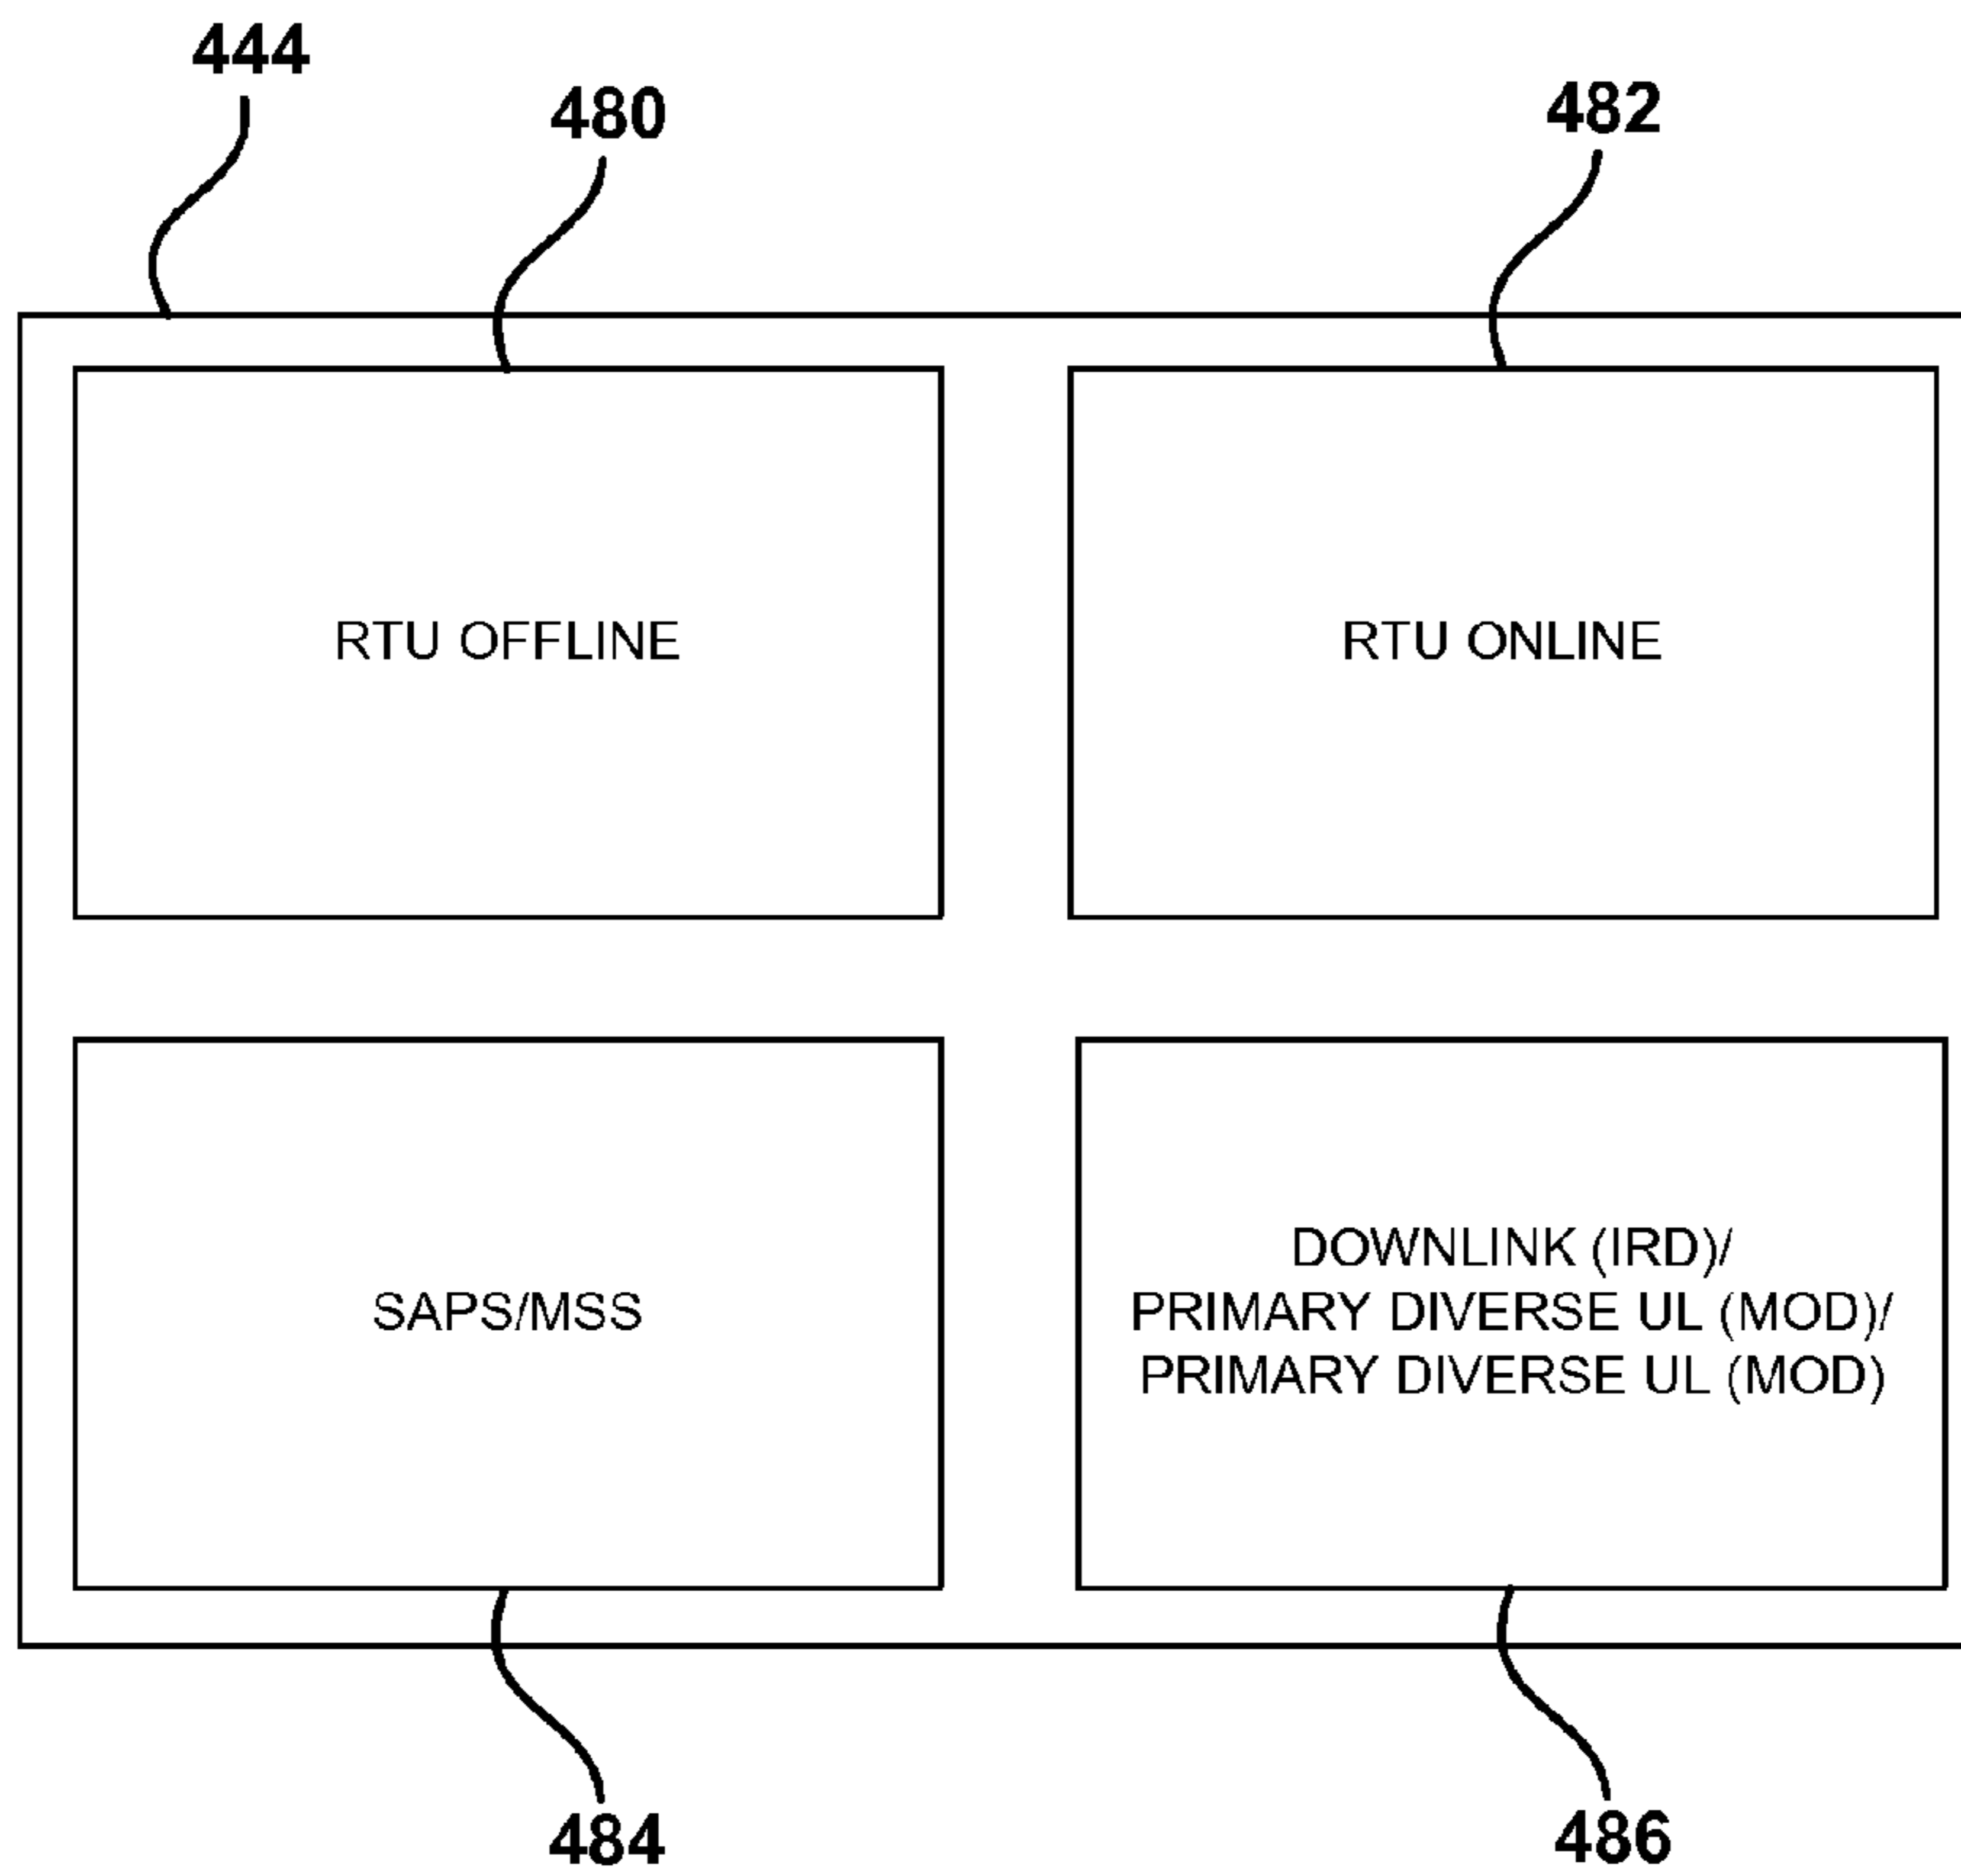 444
480
482
RTU OFFLINE
RTU ONLINE
SAPS/MSS
DOWNLINK (IRD)/
PRIMARY DIVERSE UL (MOD)/
PRIMARY DIVERSE UL (MOD)
484
486